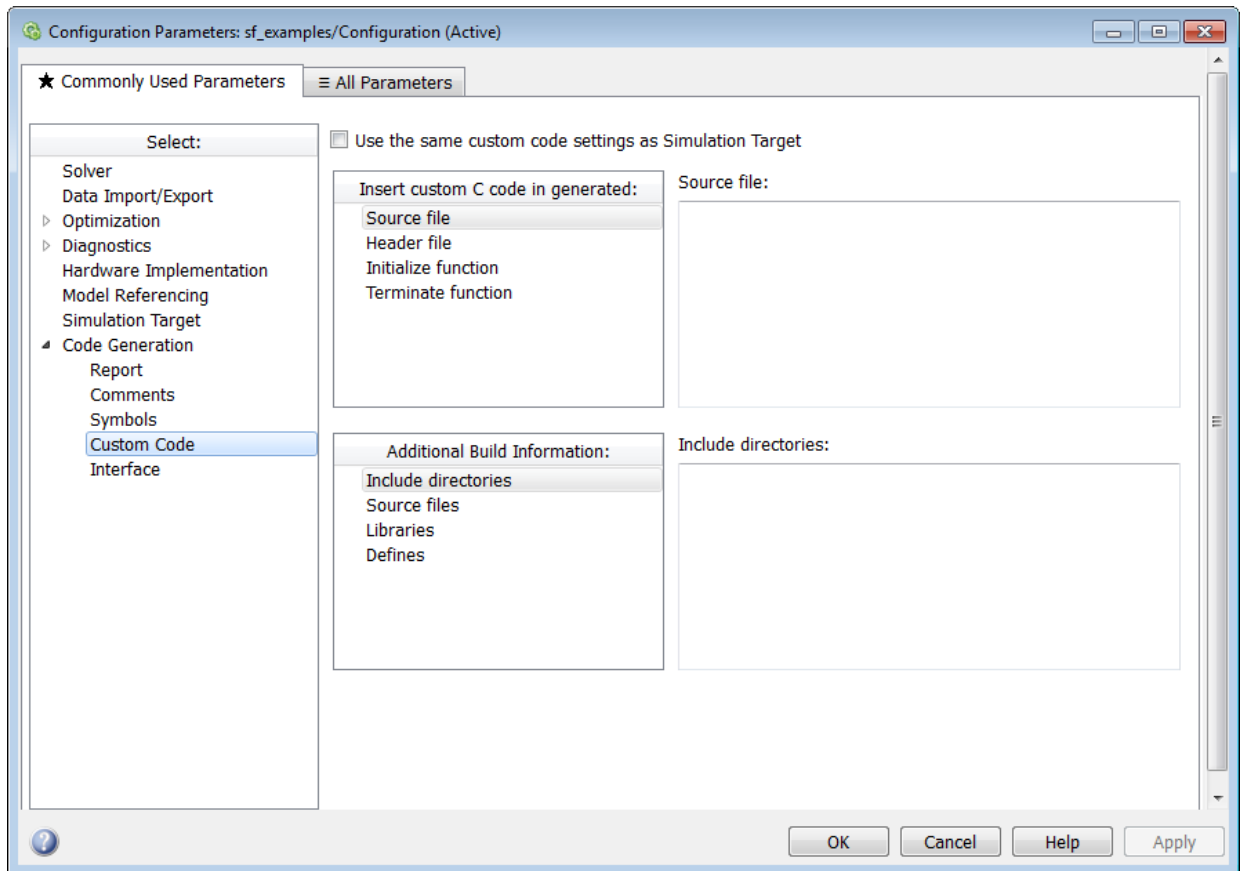 Configuration Parameters: sf_examples/Configuration (Active)
★ Commonly Used Parameters
≡ All Parameters
Select:
Solver
Data Import/Export
Optimization
Diagnostics
Hardware Implementation
Model Referencing
Simulation Target
Code Generation
Report
Comments
Symbols
Custom Code
Interface
Use the same custom code settings as Simulation Target
Insert custom C code in generated:
Source file
Header file
Initialize function
Terminate function
Source file:
Additional Build Information:
Include directories
Source files
Libraries
Defines
Include directories:
?
OK
Cancel
Help
Apply